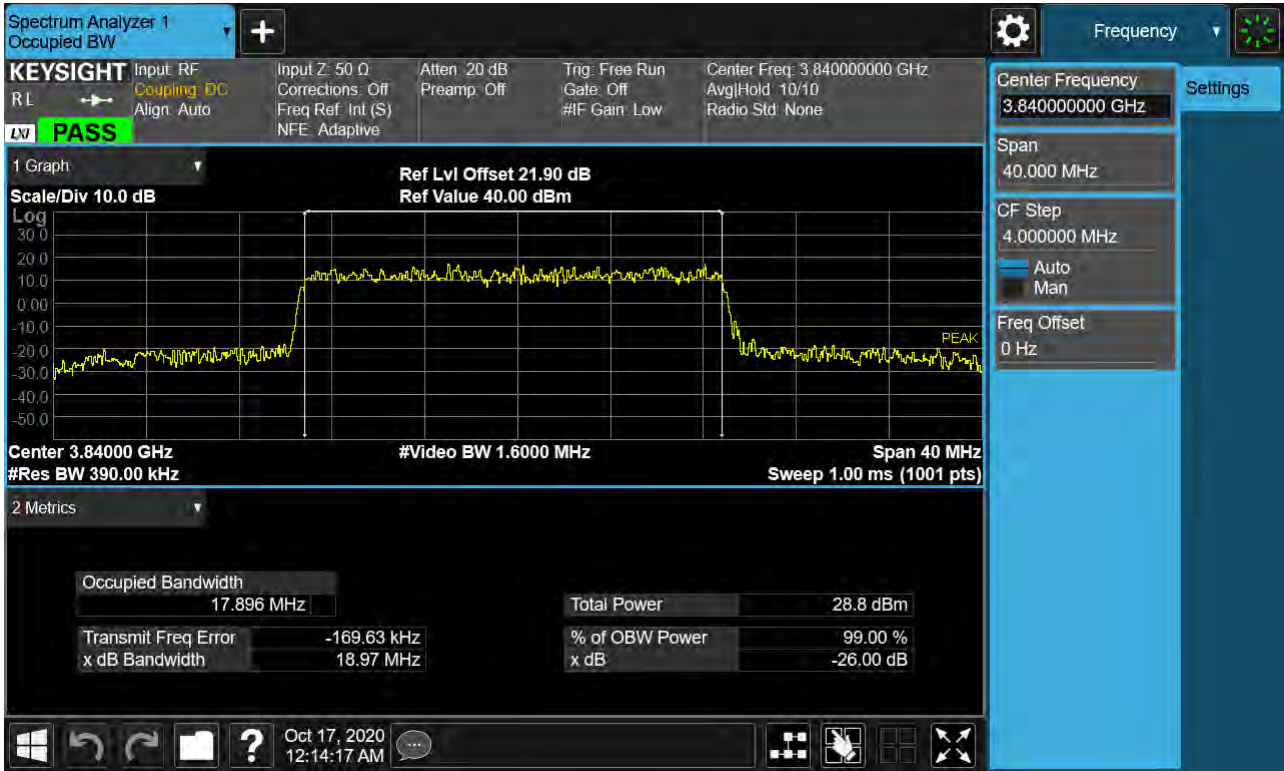 Spectrum Analyzer 1
Occupied BW
+
Frequency
KEYSIGHT
RL
LXI
PASS
Input: RF
Coupling: DC
Align: Auto
Input Z: 50 Ω
Corrections: Off
Freq Ref: Int (S)
NFE: Adaptive
Atten: 20 dB
Preamp: Off
Trig: Free Run
Gate: Off
#IF Gain: Low
Center Freq: 3.840000000 GHz
Avg|Hold: 10/10
Radio Std: None
1 Graph
Scale/Div 10.0 dB
Ref Lvl Offset 21.90 dB
Ref Value 40.00 dBm
Log
30.0
20.0
10.0
0.00
-10.0
-20.0
-30.0
-40.0
-50.0
PEAK
Center 3.84000 GHz
#Res BW 390.00 kHz
#Video BW 1.6000 MHz
Span 40 MHz
Sweep 1.00 ms (1001 pts)
2 Metrics
Occupied Bandwidth
17.896 MHz
Transmit Freq Error -169.63 kHz
x dB Bandwidth 18.97 MHz
Total Power 28.8 dBm
% of OBW Power 99.00 %
x dB -26.00 dB
?
Oct 17, 2020
12:14:17 AM
Center Frequency
3.840000000 GHz
Span
40.000 MHz
CF Step
4.000000 MHz
Auto
Man
Freq Offset
0 Hz
Settings